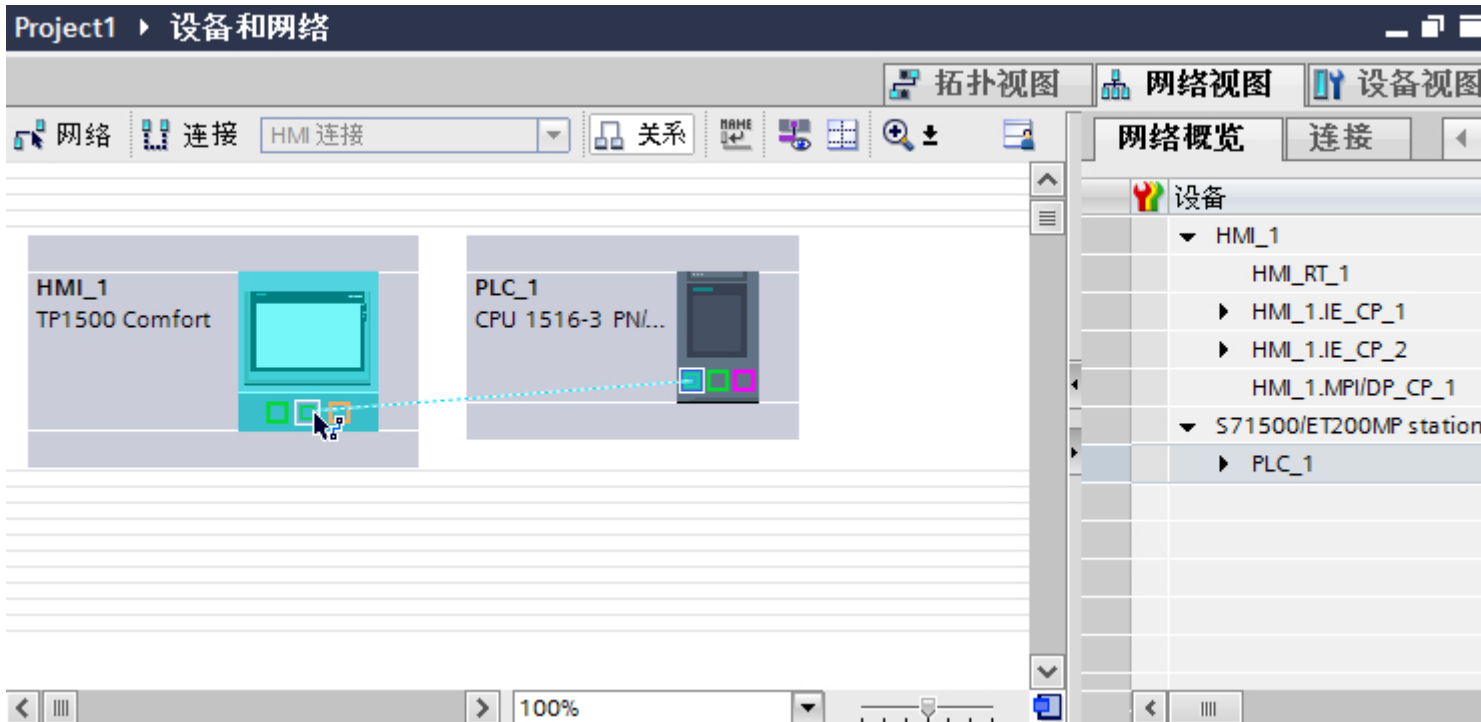 Project1 ▸ 设备和网络
拓扑视图 网络视图 设备视图
网络 连接 HMI 连接 关系 NAME
网络概览 连接
设备
HMI_1
TP1500 Comfort
PLC_1
CPU 1516-3 PN/...
HMI_1
HMI_RT_1
HMI_1.IE_CP_1
HMI_1.IE_CP_2
HMI_1.MPI/DP_CP_1
S71500/ET200MP station
PLC_1
100%